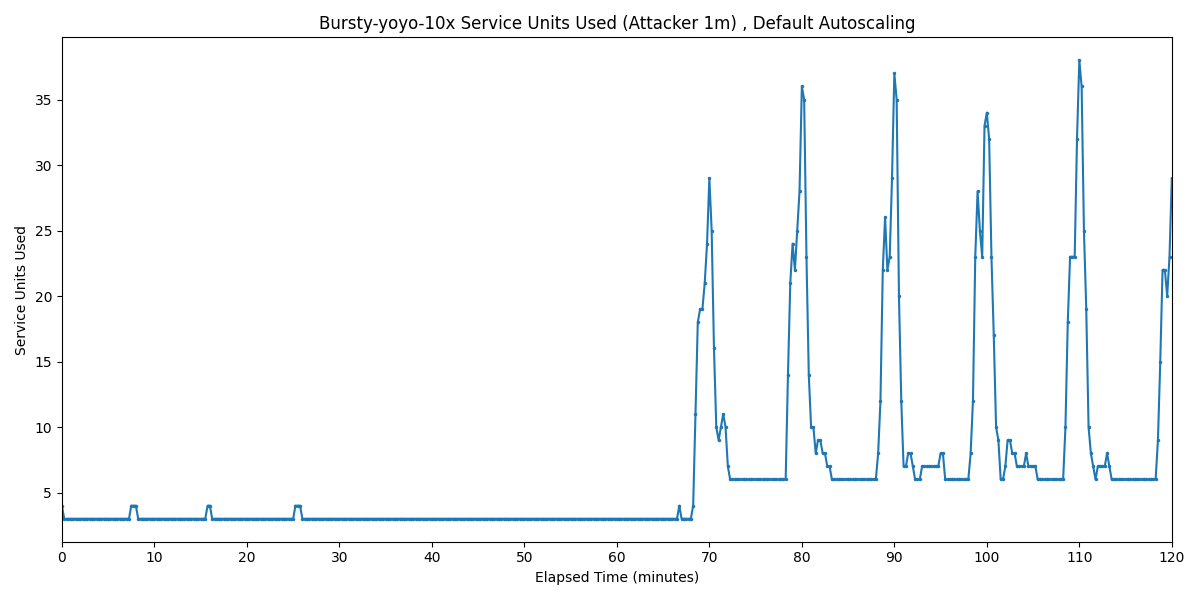 Bursty-yoyo-10x Service Units Used (Attacker 1m) , Default Autoscaling
Service Units Used
35
30
25
20
15
10
5
0 10 20 30 40 50 60 70 80 90 100 110 120
Elapsed Time (minutes)